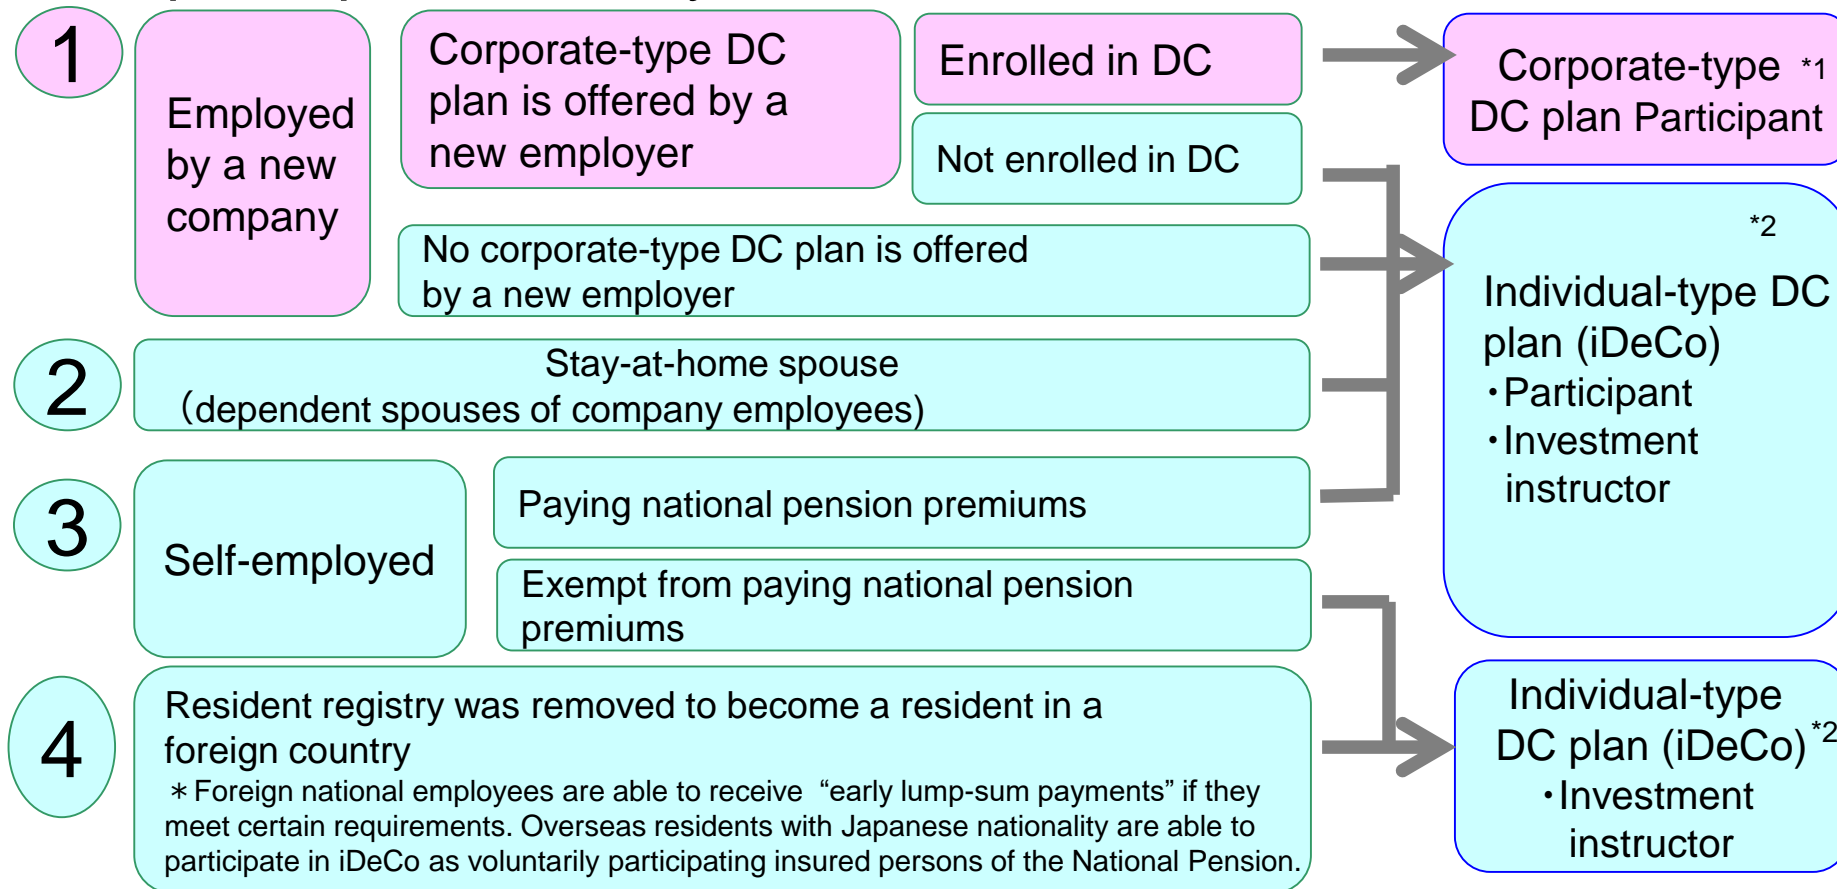 1
Employed
by a new
company
Corporate-type DC
plan is offered by a
new employer
Enrolled in DC
Not enrolled in DC
No corporate-type DC plan is offered
by a new employer
Corporate-type *1
DC plan Participant
*2
Individual-type DC
plan (iDeCo)
・Participant
・Investment
instructor
2
Stay-at-home spouse
（dependent spouses of company employees)
3
Self-employed
Paying national pension premiums
Exempt from paying national pension
premiums
4
Resident registry was removed to become a resident in a
foreign country
＊Foreign national employees are able to receive “early lump-sum payments” if they
meet certain requirements. Overseas residents with Japanese nationality are able to
participate in iDeCo as voluntarily participating insured persons of the National Pension.
Individual-type
DC plan (iDeCo) *2
・Investment
instructor